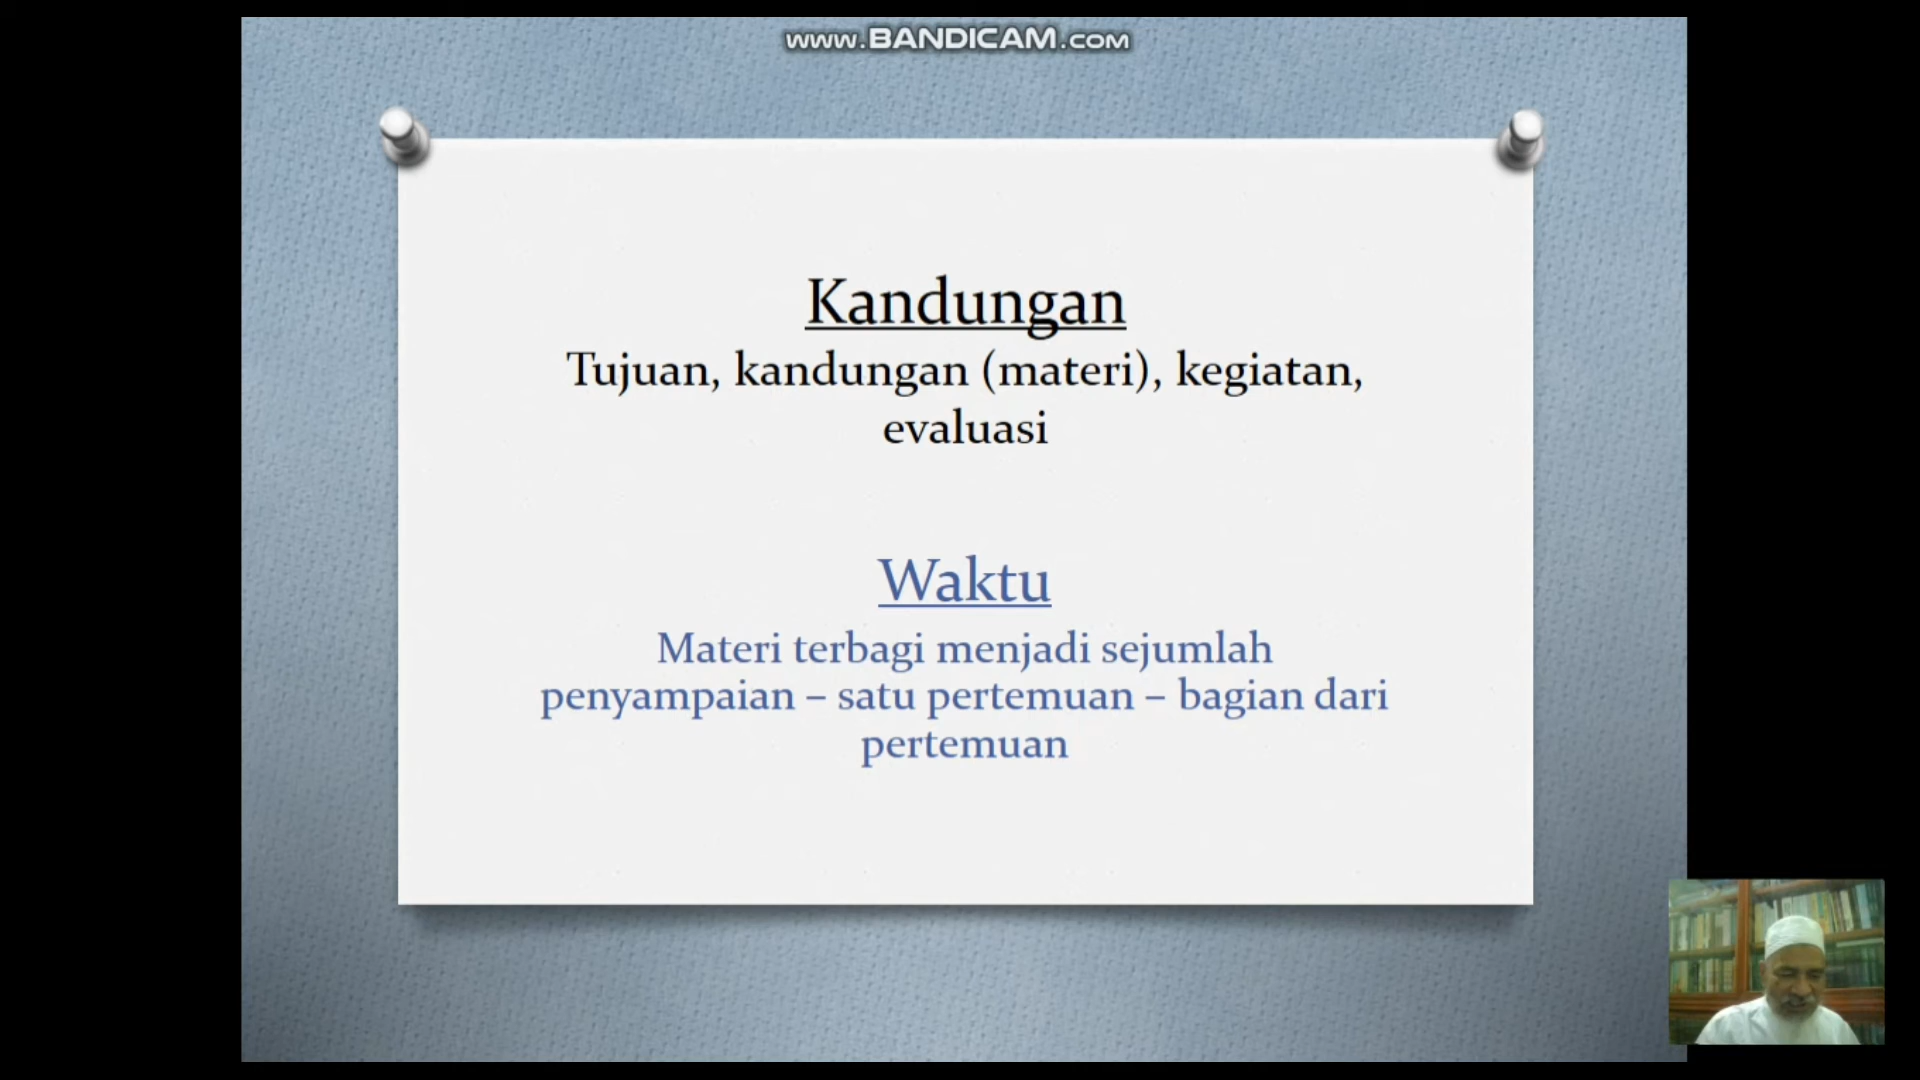 www.BANDICAM.com
Kandungan
Tujuan, kandungan (materi), kegiatan,
evaluasi
Waktu
Materi terbagi menjadi sejumlah
penyampaian – satu pertemuan – bagian dari
pertemuan